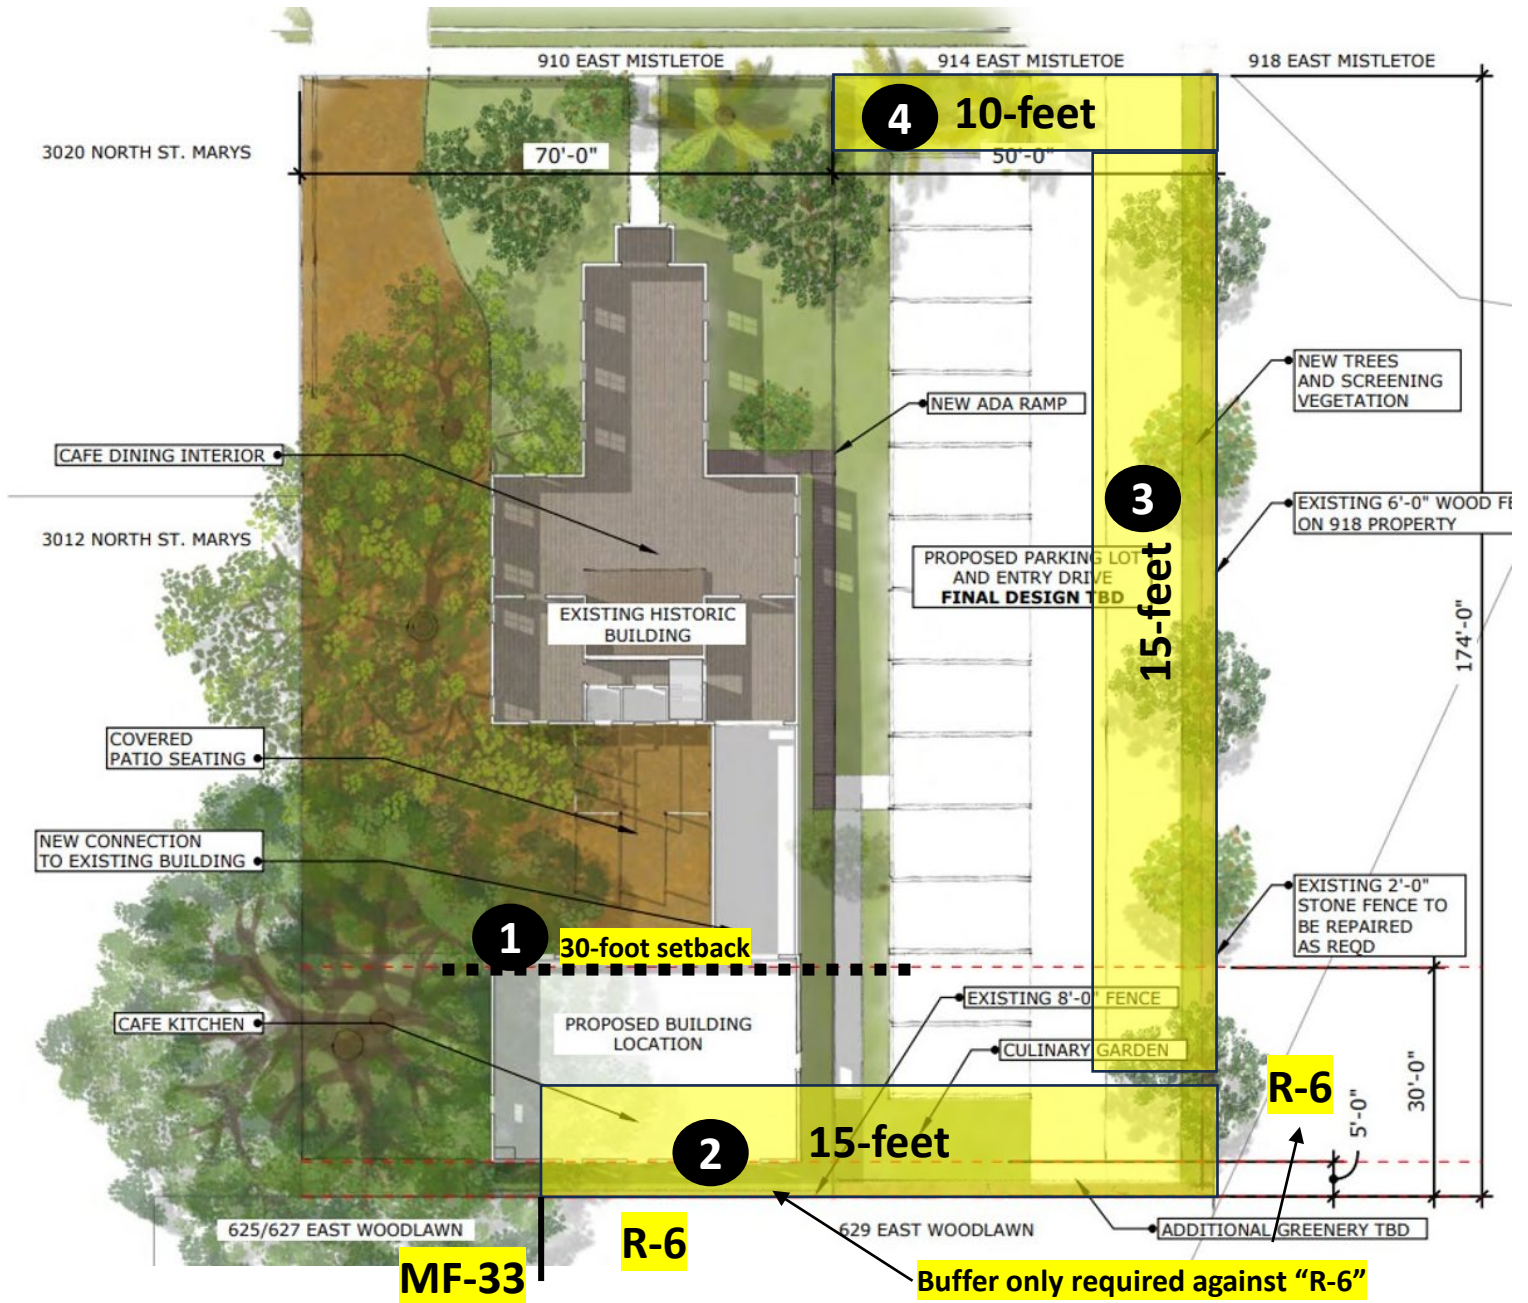 910 EAST MISTLETOE
914 EAST MISTLETOE
918 EAST MISTLETOE
4
10-feet
3020 NORTH ST. MARYS
70'-0"
50'-0"
NEW TREES
AND SCREENING
VEGETATION
NEW ADA RAMP
CAFE DINING INTERIOR
3
15-feet
EXISTING 6'-0" WOOD FE
ON 918 PROPERTY
3012 NORTH ST. MARYS
PROPOSED PARKING LOT
AND ENTRY DRIVE
FINAL DESIGN TBD
EXISTING HISTORIC
BUILDING
174'-0"
COVERED
PATIO SEATING
NEW CONNECTION
TO EXISTING BUILDING
EXISTING 2'-0"
STONE FENCE TO
BE REPAIRED
AS REQD
1
30-foot setback
EXISTING 8'-0" FENCE
CAFE KITCHEN
PROPOSED BUILDING
LOCATION
CULINARY GARDEN
R-6
5'-0"
30'-0"
2
15-feet
625/627 EAST WOODLAWN
629 EAST WOODLAWN
ADDITIONAL GREENERY TBD
R-6
MF-33
Buffer only required against “R-6”